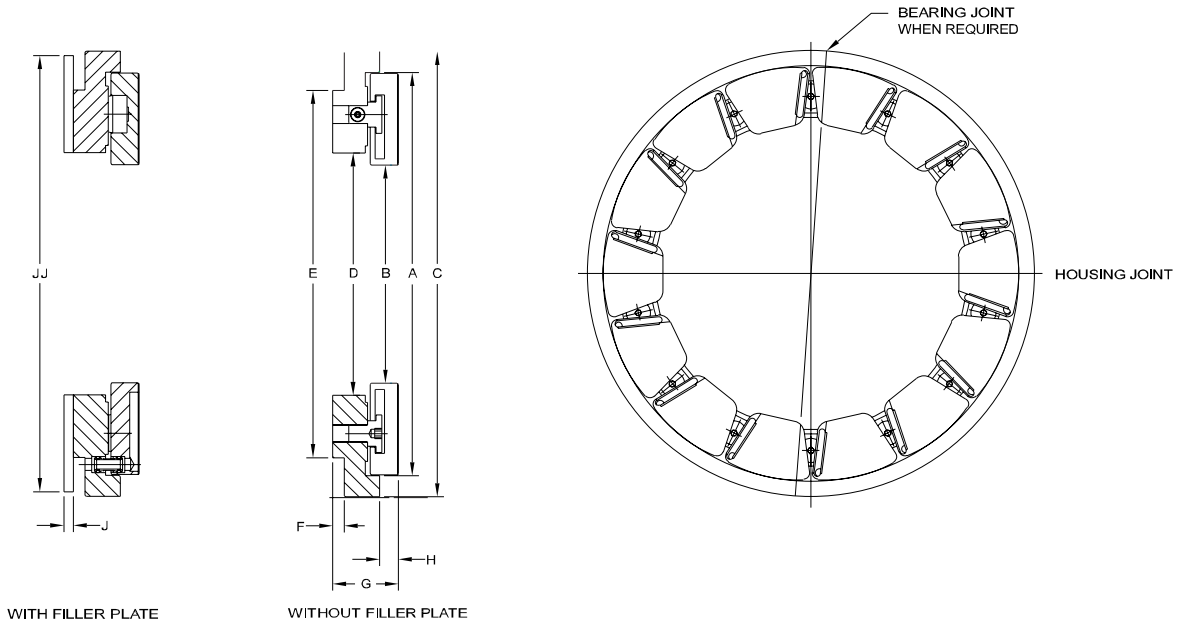 BEARING JOINT
WHEN REQUIRED
JJ
E
D
B
A
C
HOUSING JOINT
J
F
H
G
WITH FILLER PLATE
WITHOUT FILLER PLATE